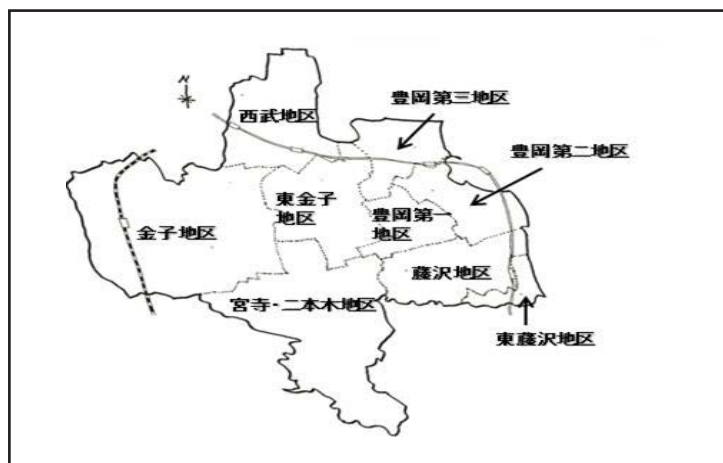 N
西武地区
豊岡第三地区
豊岡第二地区
東金子
地区
豊岡第一
地区
金子地区
藤沢地区
宮寺・二本木地区
東藤沢地区